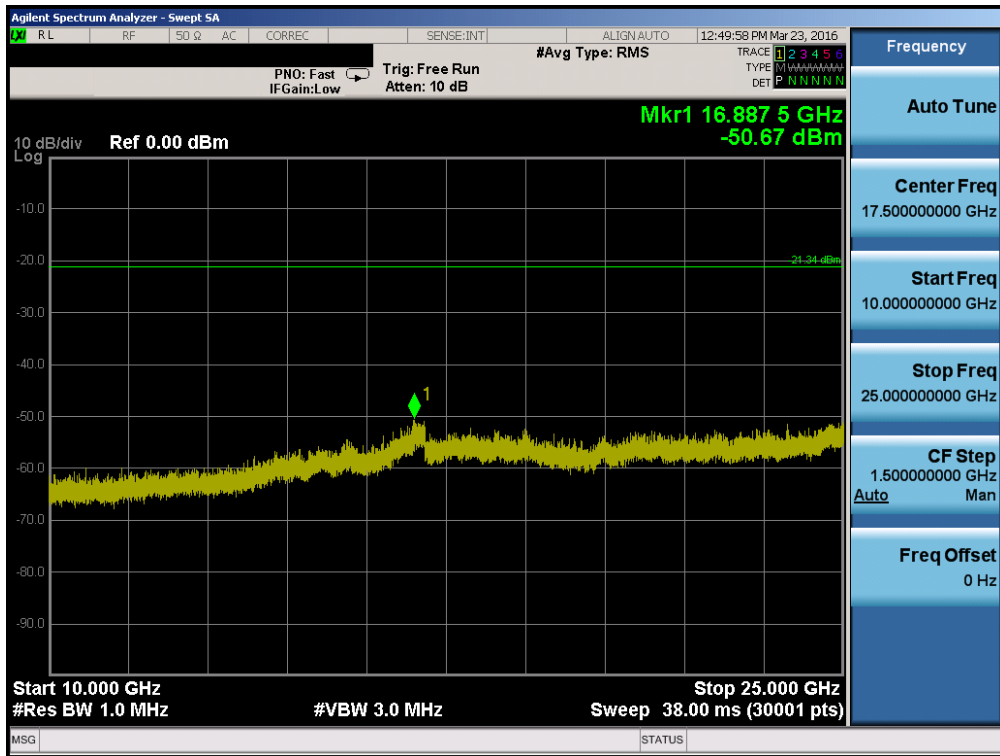 Agilent Spectrum Analyzer - Swept SA
LXI RL RF 50 Ω AC CORREC SENSE:INT ALIGN AUTO 12:49:58 PM Mar 23, 2016
PNO: Fast
IFGain:Low
Trig: Free Run
Atten: 10 dB
#Avg Type: RMS
TRACE 1 2 3 4 5 6
TYPE M WWWWW
DET P N N N N N
Mkr1 16.887 5 GHz
-50.67 dBm
10 dB/div Ref 0.00 dBm
Log
-10.0
-20.0
-21.34 dBm
-30.0
-40.0
1
-50.0
-60.0
-70.0
-80.0
-90.0
Start 10.000 GHz Stop 25.000 GHz
#Res BW 1.0 MHz #VBW 3.0 MHz Sweep 38.00 ms (30001 pts)
MSG STATUS
Frequency
Auto Tune
Center Freq
17.500000000 GHz
Start Freq
10.000000000 GHz
Stop Freq
25.000000000 GHz
CF Step
1.500000000 GHz
Auto Man
Freq Offset
0 Hz